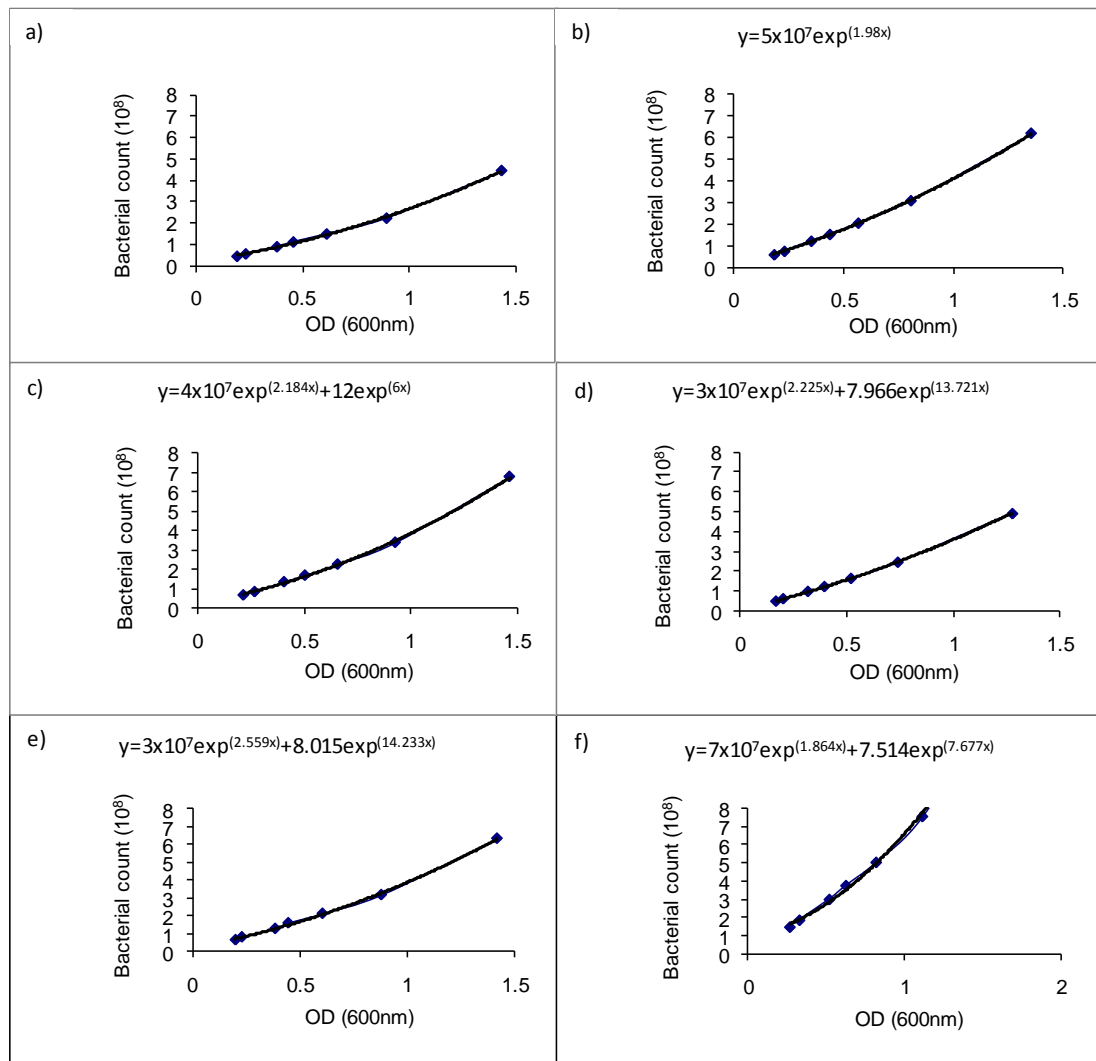 a)
Bacterial count (10⁸)
8
7
6
5
4
3
2
1
0
0 0.5 1 1.5
OD (600nm)
b)
y=5x10⁷exp⁽¹·⁹⁸ˣ⁾
Bacterial count (10⁸)
8
7
6
5
4
3
2
1
0
0 0.5 1 1.5
OD (600nm)
c)
y=4x10⁷exp⁽²·¹⁸⁴ˣ⁾+12exp⁽⁶ˣ⁾
Bacterial count (10⁸)
8
7
6
5
4
3
2
1
0
0 0.5 1 1.5
OD (600nm)
d)
y=3x10⁷exp⁽²·²²⁵ˣ⁾+7.966exp⁽¹³·⁷²¹ˣ⁾
Bacterial count (10⁸)
8
7
6
5
4
3
2
1
0
0 0.5 1 1.5
OD (600nm)
e)
y=3x10⁷exp⁽²·⁵⁵⁹ˣ⁾+8.015exp⁽¹⁴·²³³ˣ⁾
Bacterial count (10⁸)
8
7
6
5
4
3
2
1
0
0 0.5 1 1.5
OD (600nm)
f)
y=7x10⁷exp⁽¹·⁸⁶⁴ˣ⁾+7.514exp⁽⁷·⁶⁷⁷ˣ⁾
Bacterial count (10⁸)
8
7
6
5
4
3
2
1
0
0 1 2
OD (600nm)